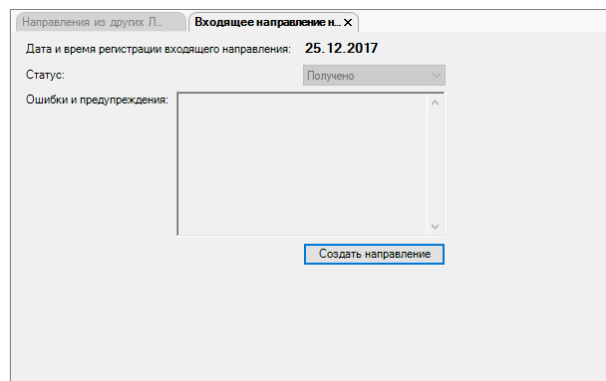 Направления из других Л...
Входящее направление н... X
Дата и время регистрации входящего направления: 25.12.2017
Статус: Получено
Ошибки и предупреждения:
Создать направление